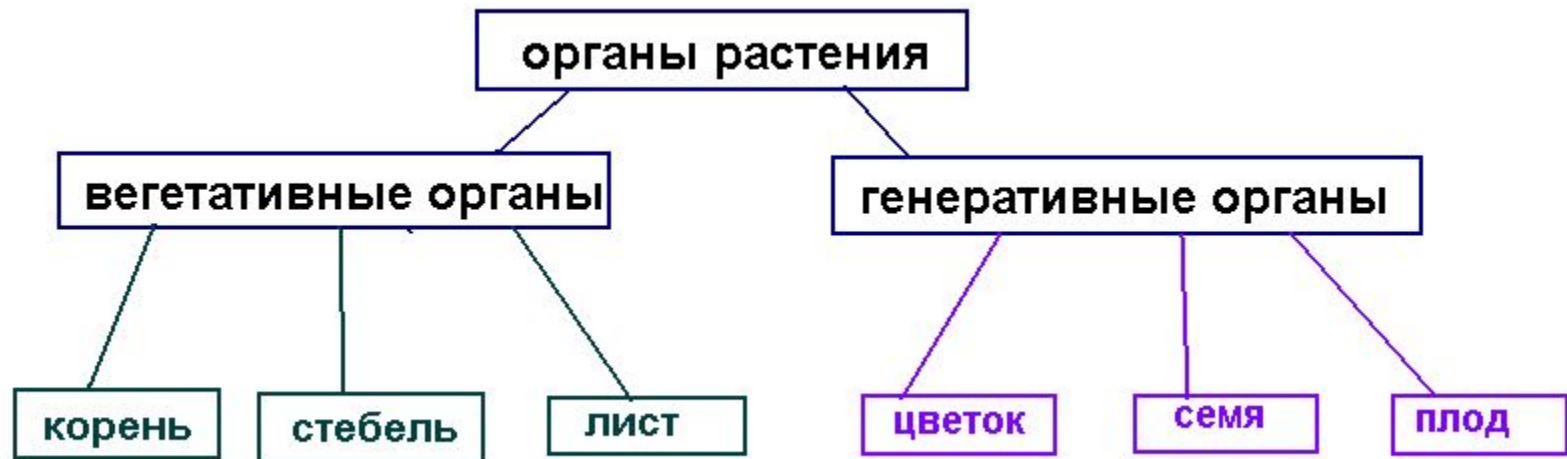 органы растения
вегетативные органы
генеративные органы
корень
стебель
лист
цветок
семя
плод